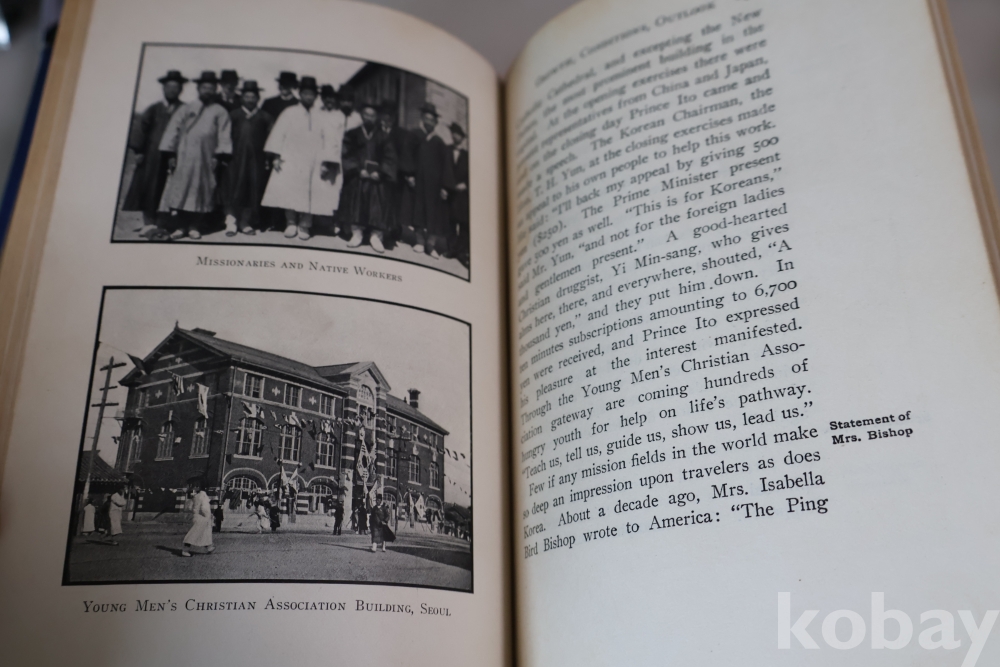 Missionaries and Native Workers
Young Men's Christian Association Building, Seoul
Growth, Conditions, Outlook
Cathedral, and excepting the New
the most prominent building in the
At the opening exercises there were
representatives from China and Japan,
on the closing day Prince Ito came and
a speech. The Korean Chairman, the
T. H. Yun, at the closing exercises made
appeal to his own people to help this work.
He said: "I'll back my appeal by giving 500
yen ($250). The Prime Minister present
gave 500 yen as well. "This is for Koreans,"
said Mr. Yun, "and not for the foreign ladies
and gentlemen present." A good-hearted
Christian druggist, Yi Min-sang, who gives
alms here, there, and everywhere, shouted, "A
thousand yen," and they put him down. In
ten minutes subscriptions amounting to 6,700
yen were received, and Prince Ito expressed
his pleasure at the interest manifested.
Through the Young Men's Christian Asso-
ciation gateway are coming hundreds of
hungry youth for help on life's pathway.
"Teach us, tell us, guide us, show us, lead us."
Few if any mission fields in the world make
so deep an impression upon travelers as does
Korea. About a decade ago, Mrs. Isabella
Bird Bishop wrote to America: "The Ping
Statement of
Mrs. Bishop
kobay